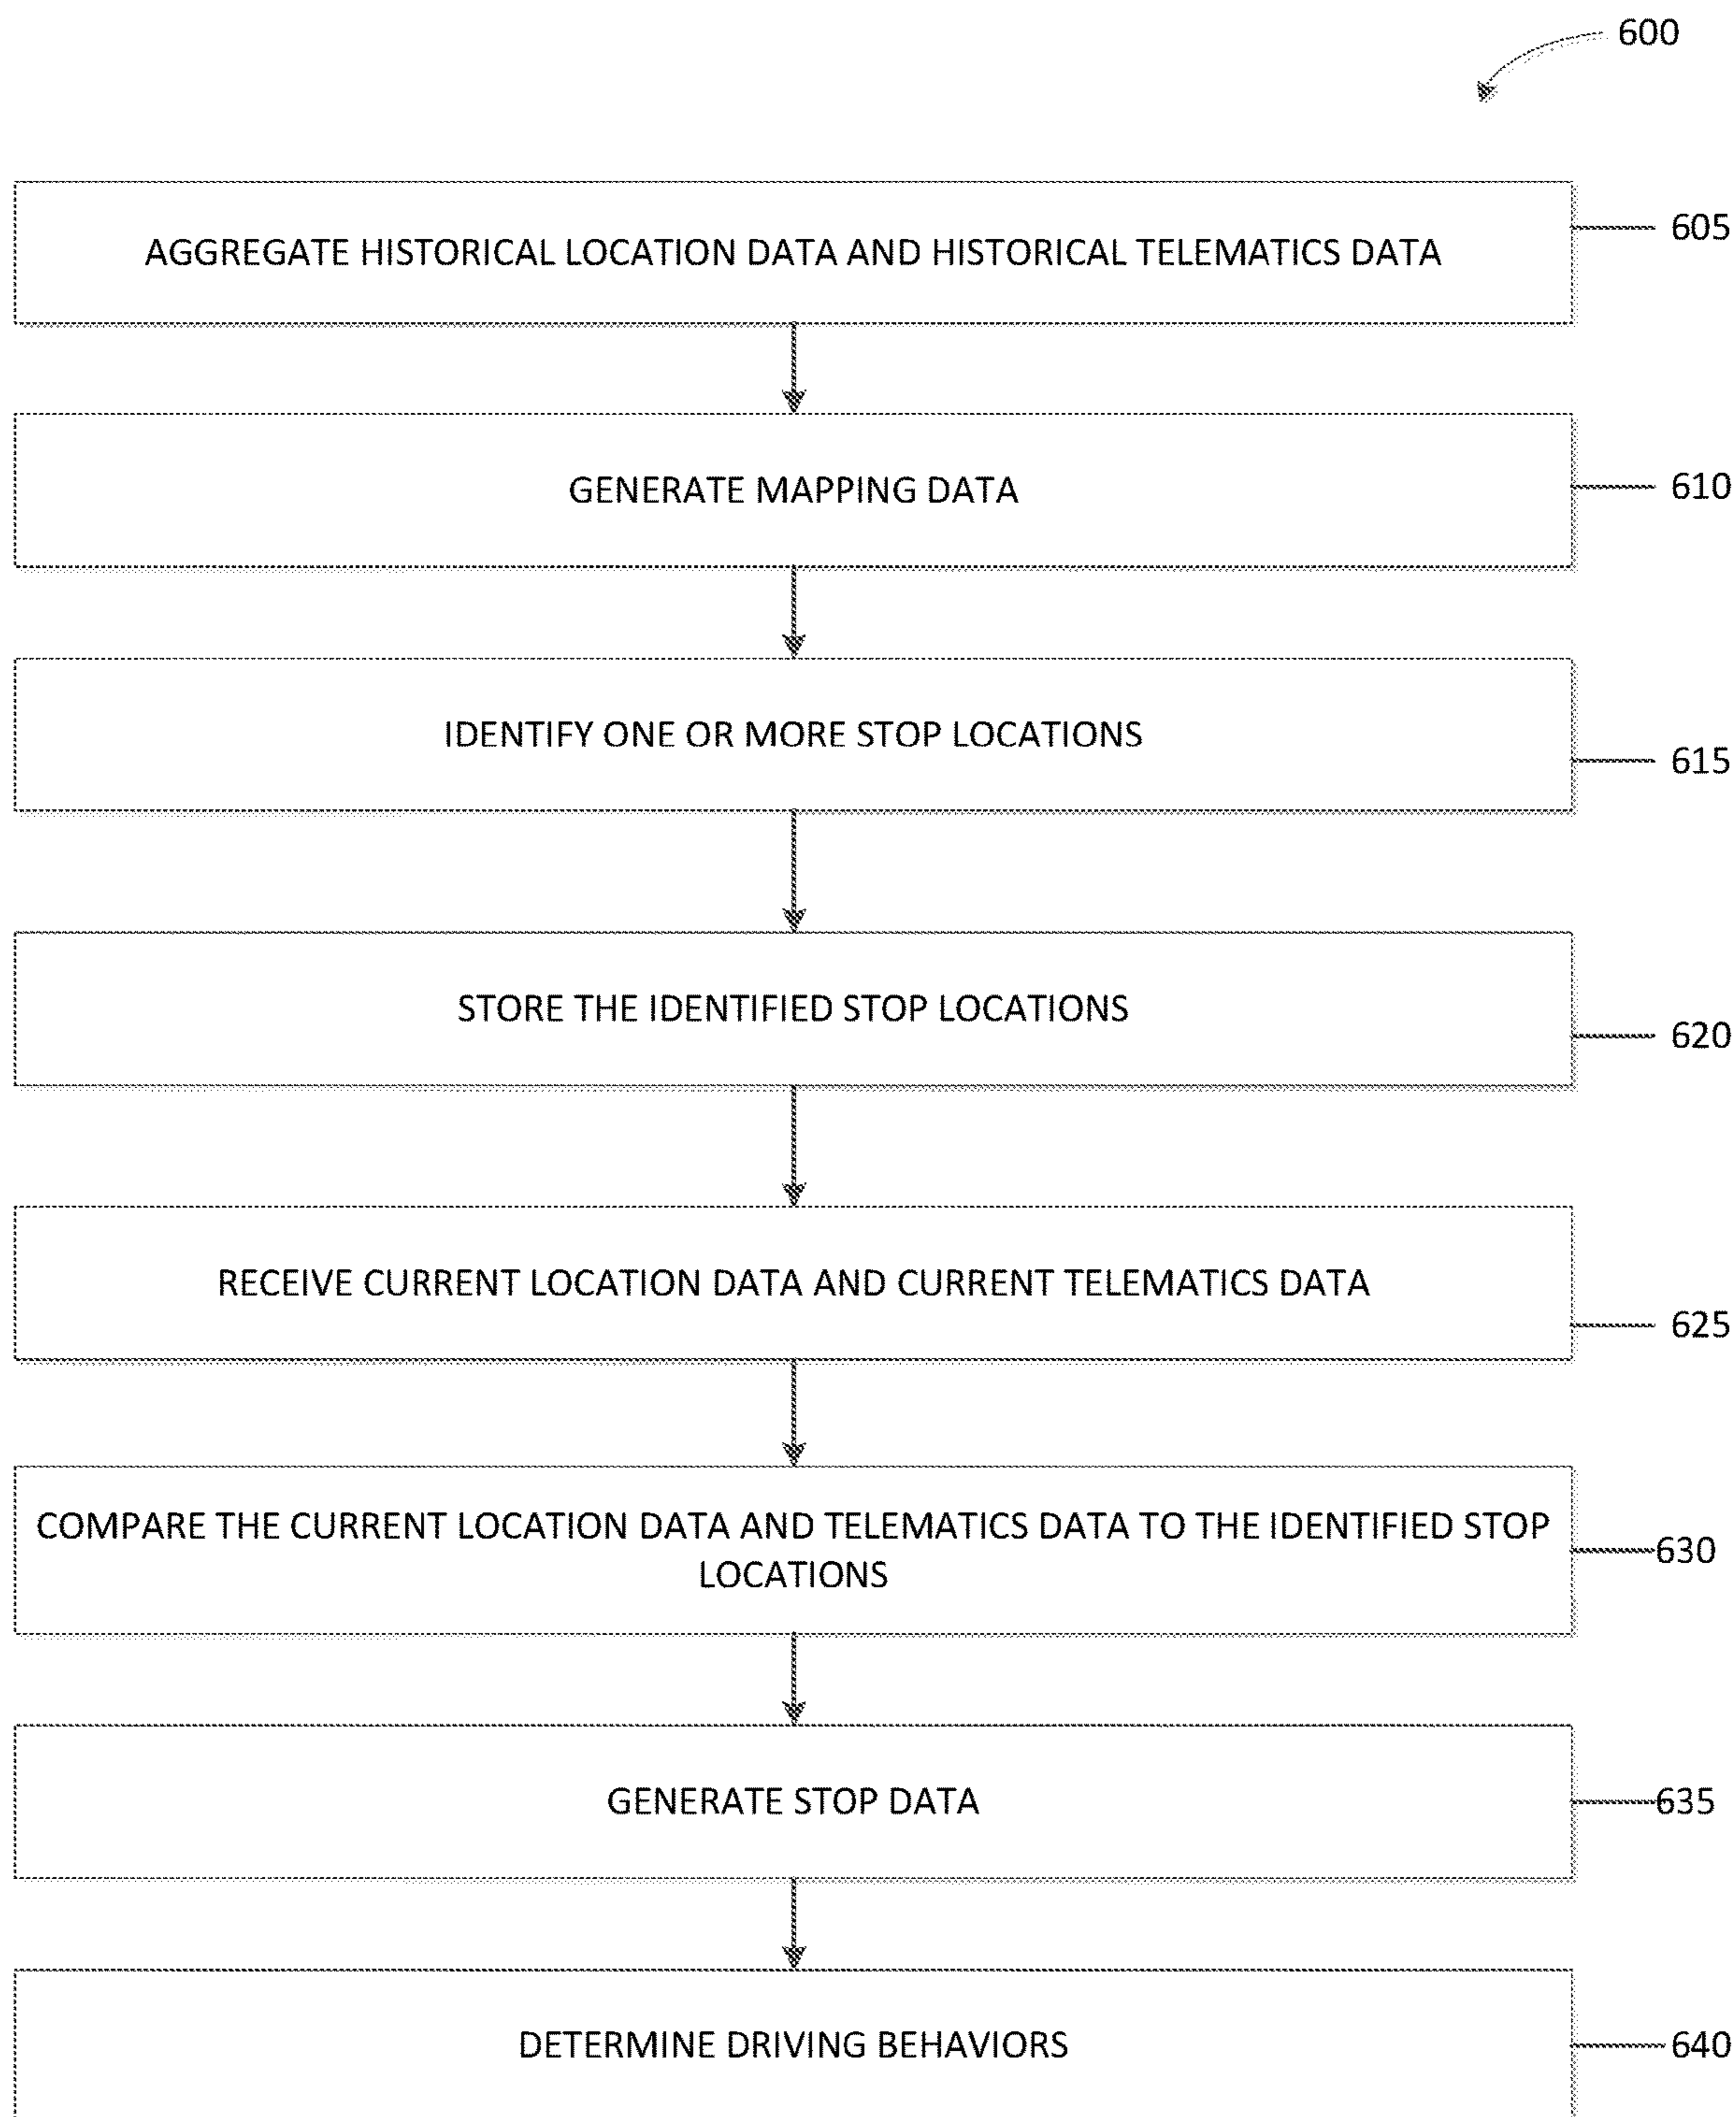 600
AGGREGATE HISTORICAL LOCATION DATA AND HISTORICAL TELEMATICS DATA
605
GENERATE MAPPING DATA
610
IDENTIFY ONE OR MORE STOP LOCATIONS
615
STORE THE IDENTIFIED STOP LOCATIONS
620
RECEIVE CURRENT LOCATION DATA AND CURRENT TELEMATICS DATA
625
COMPARE THE CURRENT LOCATION DATA AND TELEMATICS DATA TO THE IDENTIFIED STOP
LOCATIONS
630
GENERATE STOP DATA
635
DETERMINE DRIVING BEHAVIORS
640